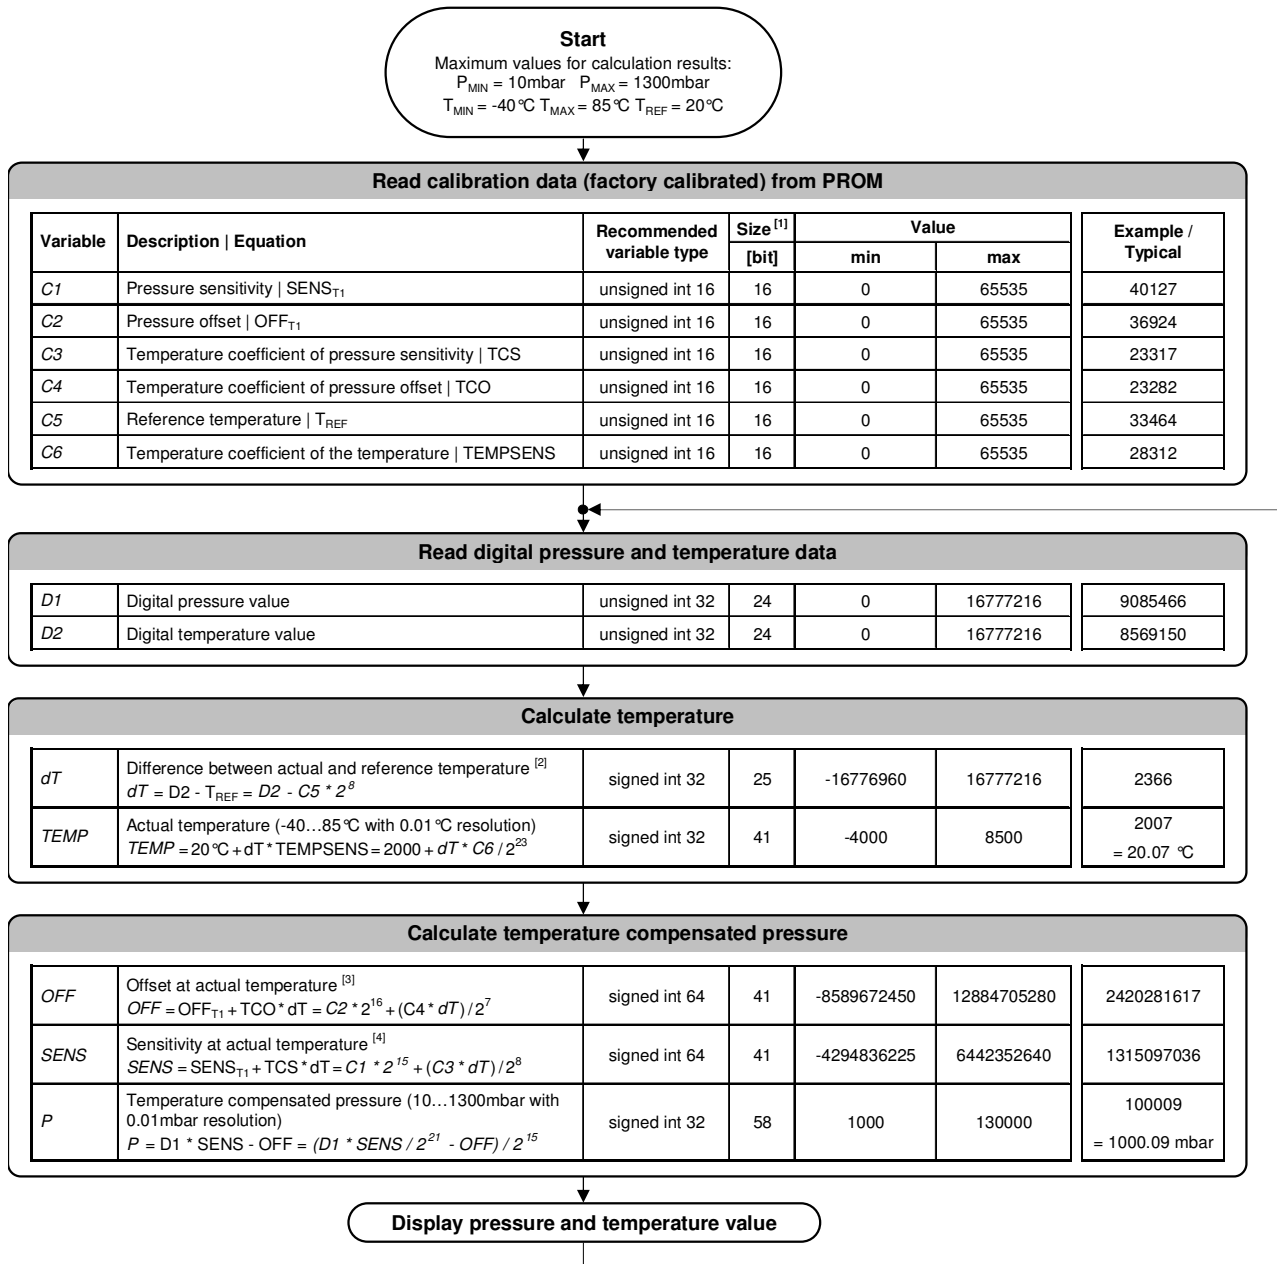 Start
Maximum values for calculation results:
P_MIN = 10mbar P_MAX = 1300mbar
T_MIN = -40°C T_MAX = 85°C T_REF = 20°C
Read calibration data (factory calibrated) from PROM
Variable | Description | Equation | Recommended variable type | Size [1] [bit] | Value min | max | Example / Typical
C1 Pressure sensitivity | SENS_T1 unsigned int 16 16 0 65535 40127
C2 Pressure offset | OFF_T1 unsigned int 16 16 0 65535 36924
C3 Temperature coefficient of pressure sensitivity | TCS unsigned int 16 16 0 65535 23317
C4 Temperature coefficient of pressure offset | TCO unsigned int 16 16 0 65535 23282
C5 Reference temperature | T_REF unsigned int 16 16 0 65535 33464
C6 Temperature coefficient of the temperature | TEMPSENS unsigned int 16 16 0 65535 28312
Read digital pressure and temperature data
D1 Digital pressure value unsigned int 32 24 0 16777216 9085466
D2 Digital temperature value unsigned int 32 24 0 16777216 8569150
Calculate temperature
dT Difference between actual and reference temperature [2] signed int 32 25 -16776960 16777216 2366
dT = D2 - T_REF = D2 - C5 * 2^8
TEMP Actual temperature (-40…85°C with 0.01°C resolution) signed int 32 41 -4000 8500 2007
TEMP = 20°C + dT * TEMPSENS = 2000 + dT * C6 / 2^23 = 20.07 °C
Calculate temperature compensated pressure
OFF Offset at actual temperature [3] signed int 64 41 -8589672450 12884705280 2420281617
OFF = OFF_T1 + TCO * dT = C2 * 2^16 + (C4 * dT) / 2^7
SENS Sensitivity at actual temperature [4] signed int 64 41 -4294836225 6442352640 1315097036
SENS = SENS_T1 + TCS * dT = C1 * 2^15 + (C3 * dT) / 2^8
P Temperature compensated pressure (10…1300mbar with signed int 32 58 1000 130000 100009
0.01mbar resolution)
P = D1 * SENS - OFF = (D1 * SENS / 2^21 - OFF) / 2^15 = 1000.09 mbar
Display pressure and temperature value